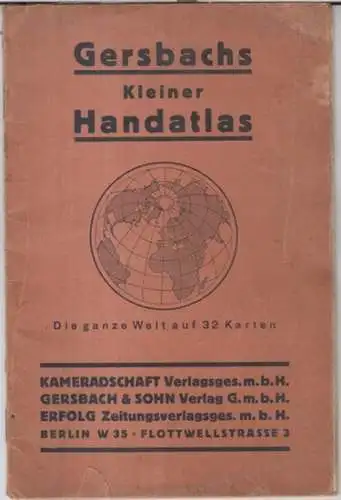 Gersbachs
Kleiner
Handatlas
Die ganze Welt auf 32 Karten
KAMERADSCHAFT Verlagsges.m.b.H.
GERSBACH & SOHN Verlag G.m.b.H.
ERFOLG Zeitungsverlagsges. m. b. H.
BERLIN W 35 · FLOTTWELLSTRASSE 3